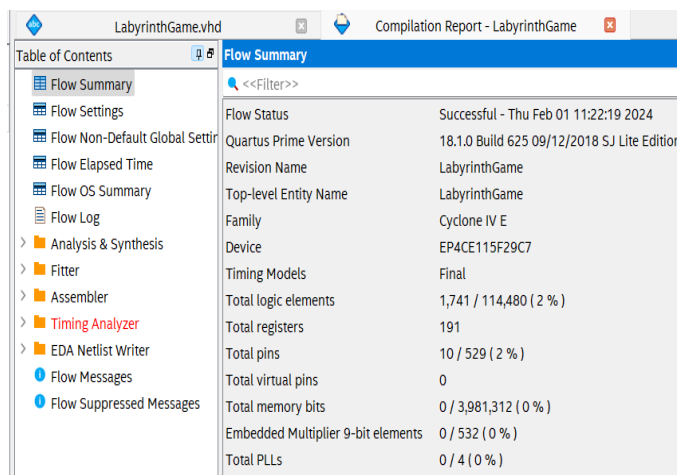 LabyrinthGame.vhd
Compilation Report - LabyrinthGame
Table of Contents
Flow Summary
Flow Settings
Flow Non-Default Global Settir
Flow Elapsed Time
Flow OS Summary
Flow Log
Analysis & Synthesis
Fitter
Assembler
Timing Analyzer
EDA Netlist Writer
Flow Messages
Flow Suppressed Messages
Flow Summary
<<Filter>>
Flow Status Successful - Thu Feb 01 11:22:19 2024
Quartus Prime Version 18.1.0 Build 625 09/12/2018 SJ Lite Edition
Revision Name LabyrinthGame
Top-level Entity Name LabyrinthGame
Family Cyclone IV E
Device EP4CE115F29C7
Timing Models Final
Total logic elements 1,741 / 114,480 ( 2 % )
Total registers 191
Total pins 10 / 529 ( 2 % )
Total virtual pins 0
Total memory bits 0 / 3,981,312 ( 0 % )
Embedded Multiplier 9-bit elements 0 / 532 ( 0 % )
Total PLLs 0 / 4 ( 0 % )